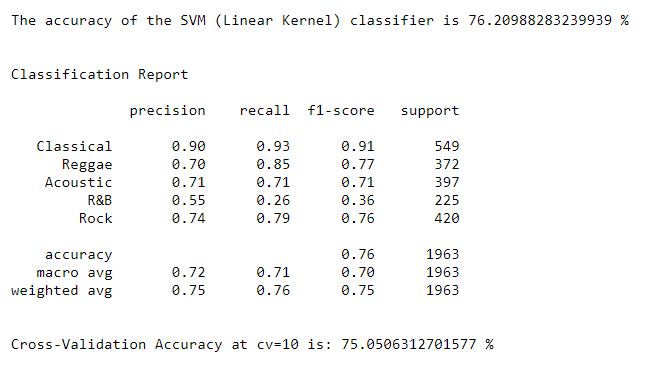 The accuracy of the SVM (Linear Kernel) classifier is 76.20988283239939 %
Classification Report
precision recall f1-score support
Classical 0.90 0.93 0.91 549
Reggae 0.70 0.85 0.77 372
Acoustic 0.71 0.71 0.71 397
R&B 0.55 0.26 0.36 225
Rock 0.74 0.79 0.76 420
accuracy 0.76 1963
macro avg 0.72 0.71 0.70 1963
weighted avg 0.75 0.76 0.75 1963
Cross-Validation Accuracy at cv=10 is: 75.0506312701577 %